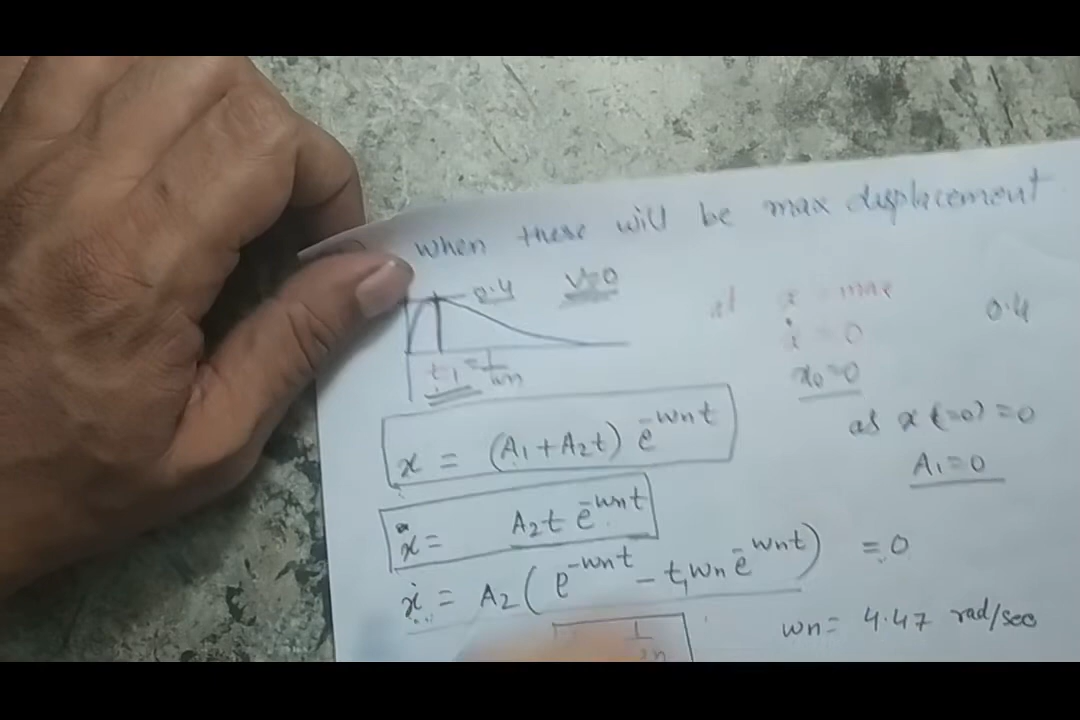 when there will be max displacement
0.4 V=0
at x = max
ẋ = 0
0.4
t₁ = 1/wn
x₀=0
x = (A₁ + A₂t) e^-wnt
as x(t=0) = 0
A₁=0
x = A₂t e^-wnt
ẋ = A₂( e^-wnt - t₁wn e^-wnt) = 0
wn= 4.47 rad/sec